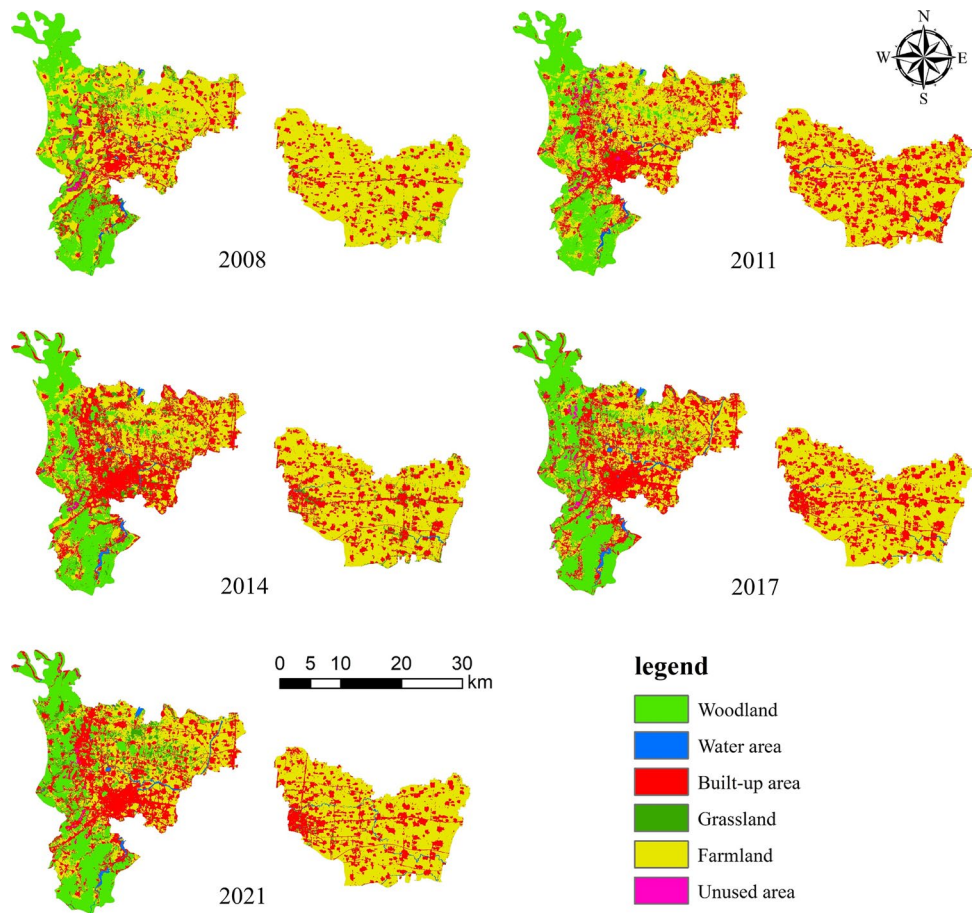 N
W E
S
2008
2011
2014
2017
0 5 10 20 30
km
2021
legend
Woodland
Water area
Built-up area
Grassland
Farmland
Unused area